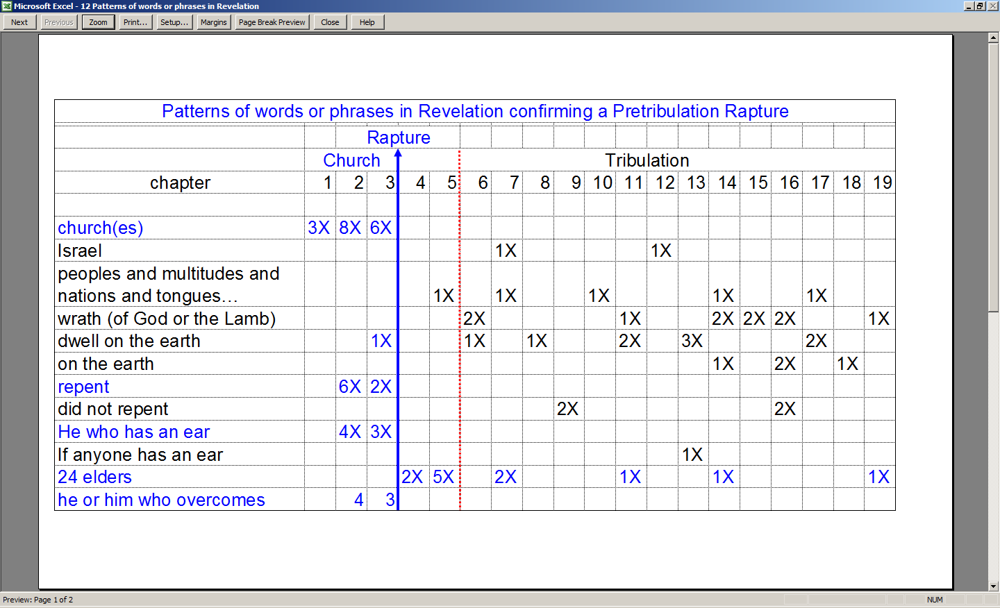 Microsoft Excel - 12 Patterns of words or phrases in Revelation
Next Previous Zoom Print... Setup... Margins Page Break Preview Close Help
Patterns of words or phrases in Revelation confirming a Pretribulation Rapture
Rapture
Church Tribulation
chapter 1 2 3 4 5 6 7 8 9 10 11 12 13 14 15 16 17 18 19
church(es) 3X 8X 6X
Israel 1X 1X
peoples and multitudes and
nations and tongues... 1X 1X 1X 1X 1X
wrath (of God or the Lamb) 2X 1X 2X 2X 2X 1X
dwell on the earth 1X 1X 1X 2X 3X 2X
on the earth 1X 2X 1X
repent 6X 2X
did not repent 2X 2X
He who has an ear 4X 3X
If anyone has an ear 1X
24 elders 2X 5X 2X 1X 1X 1X
he or him who overcomes 4 3
Preview: Page 1 of 2 NUM